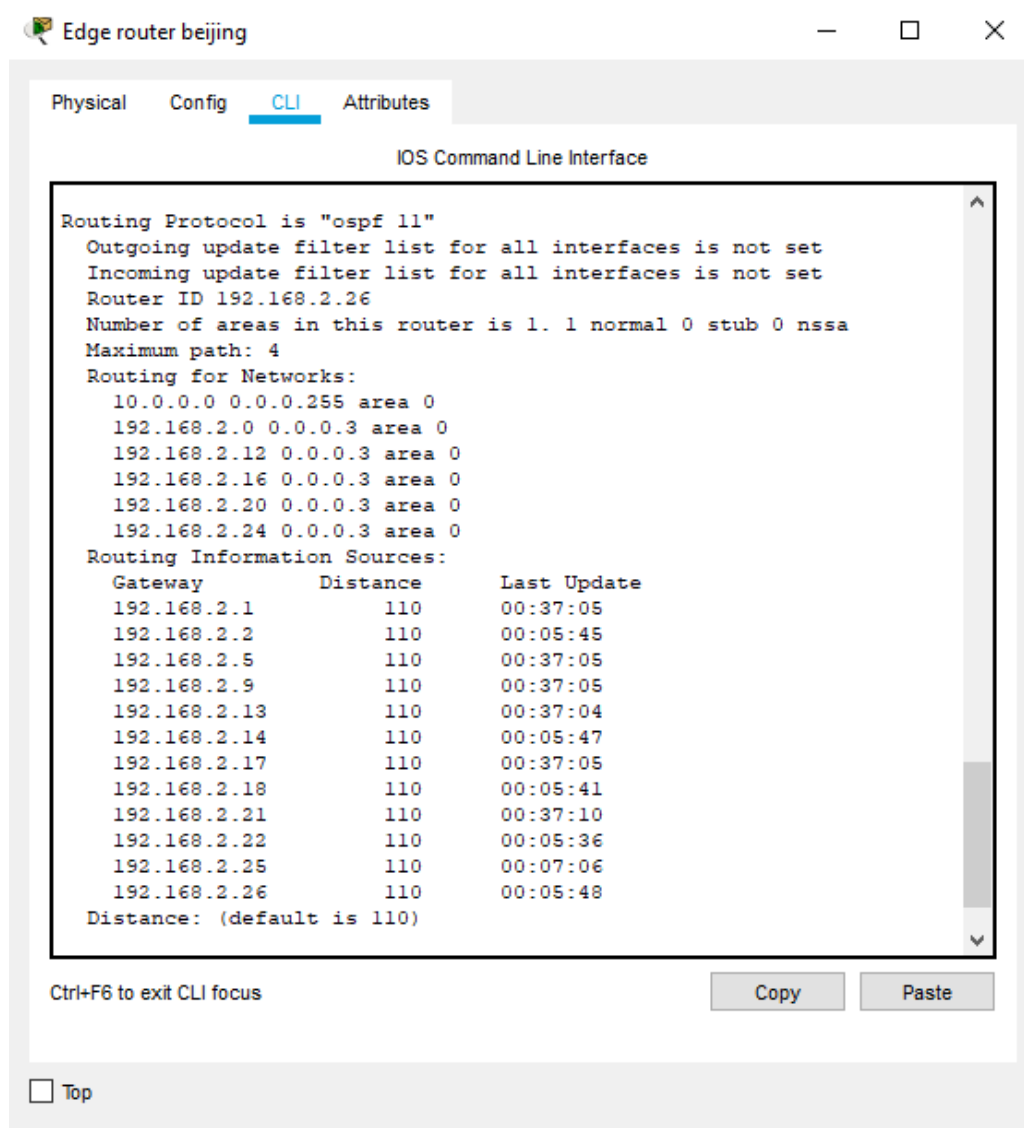 Edge router beijing
Physical Config CLI Attributes
IOS Command Line Interface
Routing Protocol is "ospf 11"
Outgoing update filter list for all interfaces is not set
Incoming update filter list for all interfaces is not set
Router ID 192.168.2.26
Number of areas in this router is 1. 1 normal 0 stub 0 nssa
Maximum path: 4
Routing for Networks:
10.0.0.0 0.0.0.255 area 0
192.168.2.0 0.0.0.3 area 0
192.168.2.12 0.0.0.3 area 0
192.168.2.16 0.0.0.3 area 0
192.168.2.20 0.0.0.3 area 0
192.168.2.24 0.0.0.3 area 0
Routing Information Sources:
Gateway Distance Last Update
192.168.2.1 110 00:37:05
192.168.2.2 110 00:05:45
192.168.2.5 110 00:37:05
192.168.2.9 110 00:37:05
192.168.2.13 110 00:37:04
192.168.2.14 110 00:05:47
192.168.2.17 110 00:37:05
192.168.2.18 110 00:05:41
192.168.2.21 110 00:37:10
192.168.2.22 110 00:05:36
192.168.2.25 110 00:07:06
192.168.2.26 110 00:05:48
Distance: (default is 110)
Ctrl+F6 to exit CLI focus
Copy Paste
Top